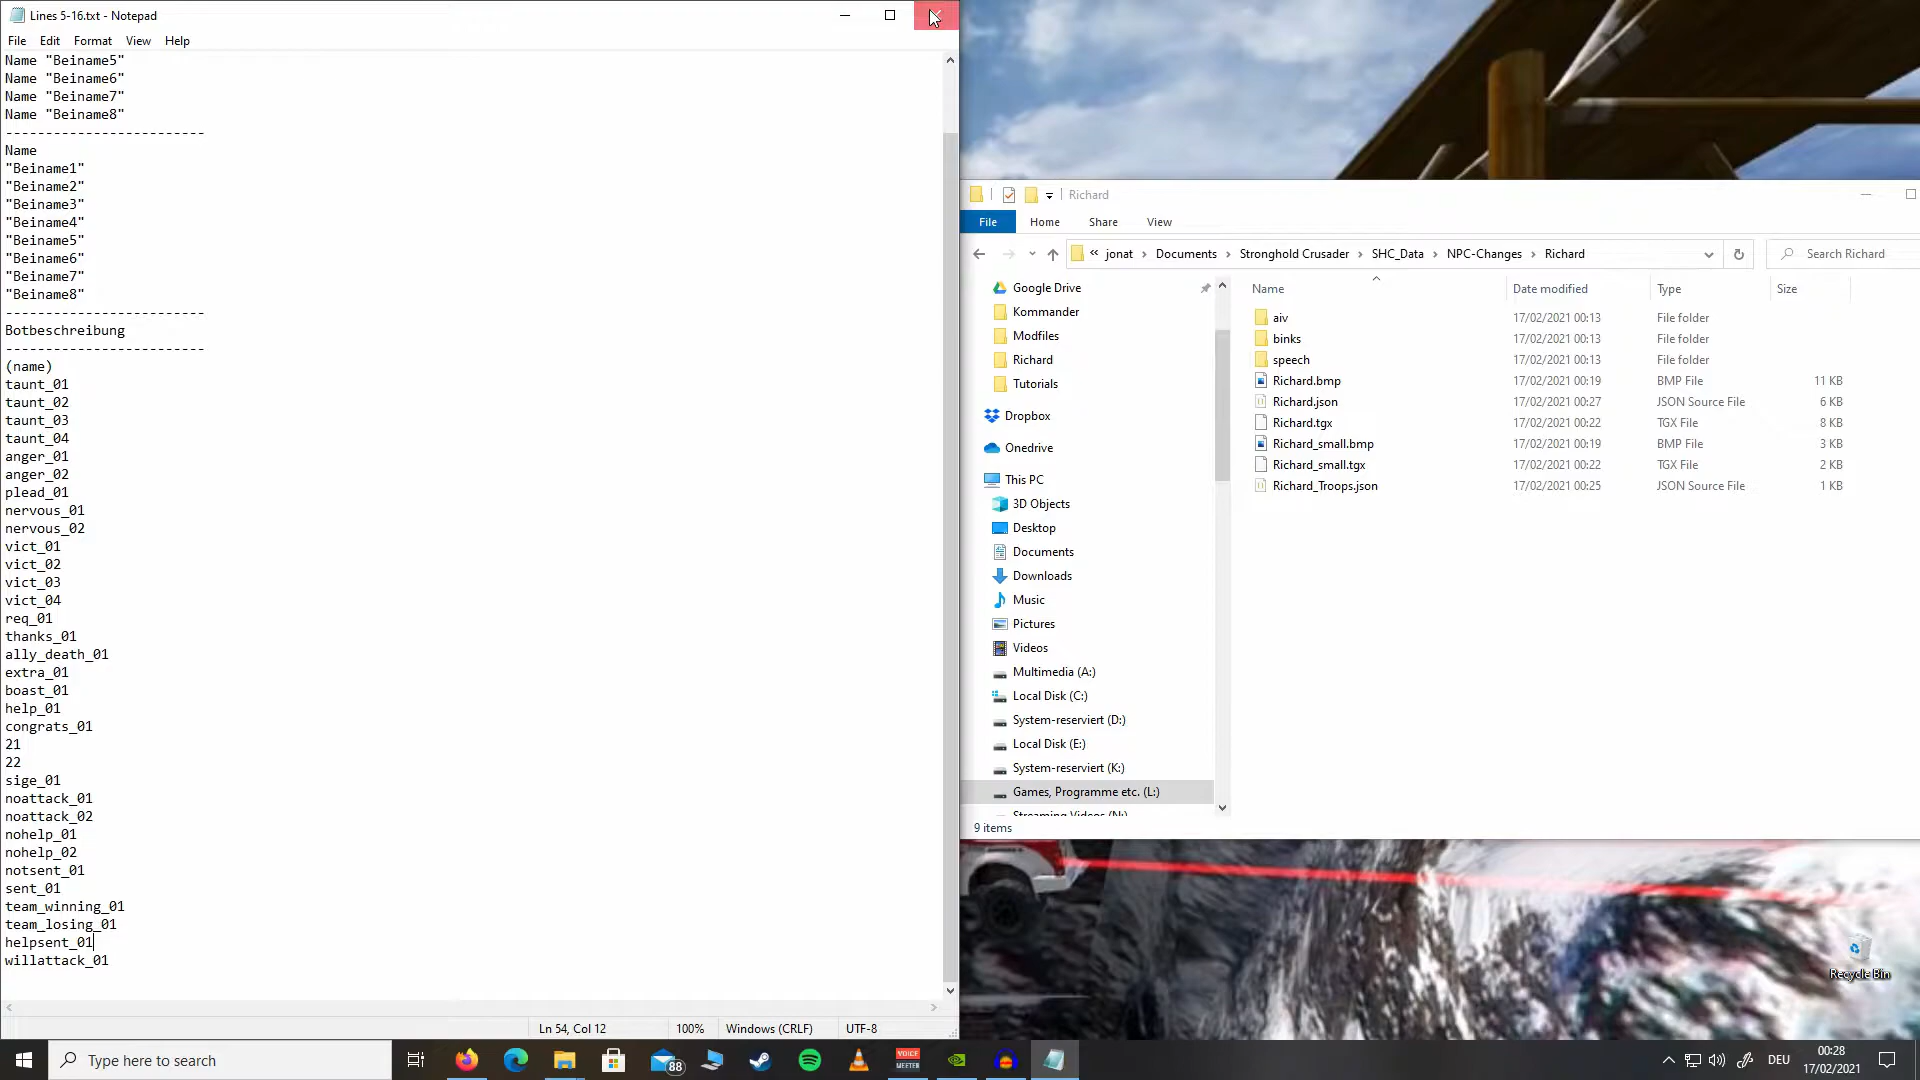 Lines 5-16.txt - Notepad
File Edit Format View Help
Name "Beiname5"
Name "Beiname6"
Name "Beiname7"
Name "Beiname8"
-------------------------
Name
"Beiname1"
"Beiname2"
"Beiname3"
"Beiname4"
"Beiname5"
"Beiname6"
"Beiname7"
"Beiname8"
-------------------------
Botbeschreibung
-------------------------
(name)
taunt_01
taunt_02
taunt_03
taunt_04
anger_01
anger_02
plead_01
nervous_01
nervous_02
vict_01
vict_02
vict_03
vict_04
req_01
thanks_01
ally_death_01
extra_01
boast_01
help_01
congrats_01
21
22
sige_01
noattack_01
noattack_02
nohelp_01
nohelp_02
notsent_01
sent_01
team_winning_01
team_losing_01
helpsent_01
willattack_01
Ln 54, Col 12 100% Windows (CRLF) UTF-8
Richard
File Home Share View
« jonat › Documents › Stronghold Crusader › SHC_Data › NPC-Changes › Richard
Search Richard
Google Drive
Kommander
Modfiles
Richard
Tutorials
Dropbox
Onedrive
This PC
3D Objects
Desktop
Documents
Downloads
Music
Pictures
Videos
Multimedia (A:)
Local Disk (C:)
System-reserviert (D:)
Local Disk (E:)
System-reserviert (K:)
Games, Programme etc. (L:)
Streaming Videos (N:)
Name Date modified Type Size
aiv 17/02/2021 00:13 File folder
binks 17/02/2021 00:13 File folder
speech 17/02/2021 00:13 File folder
Richard.bmp 17/02/2021 00:19 BMP File 11 KB
Richard.json 17/02/2021 00:27 JSON Source File 6 KB
Richard.tgx 17/02/2021 00:22 TGX File 8 KB
Richard_small.bmp 17/02/2021 00:19 BMP File 3 KB
Richard_small.tgx 17/02/2021 00:22 TGX File 2 KB
Richard_Troops.json 17/02/2021 00:25 JSON Source File 1 KB
9 items
Recycle Bin
Type here to search
88
VOICE
MEETER
DEU
00:28
17/02/2021